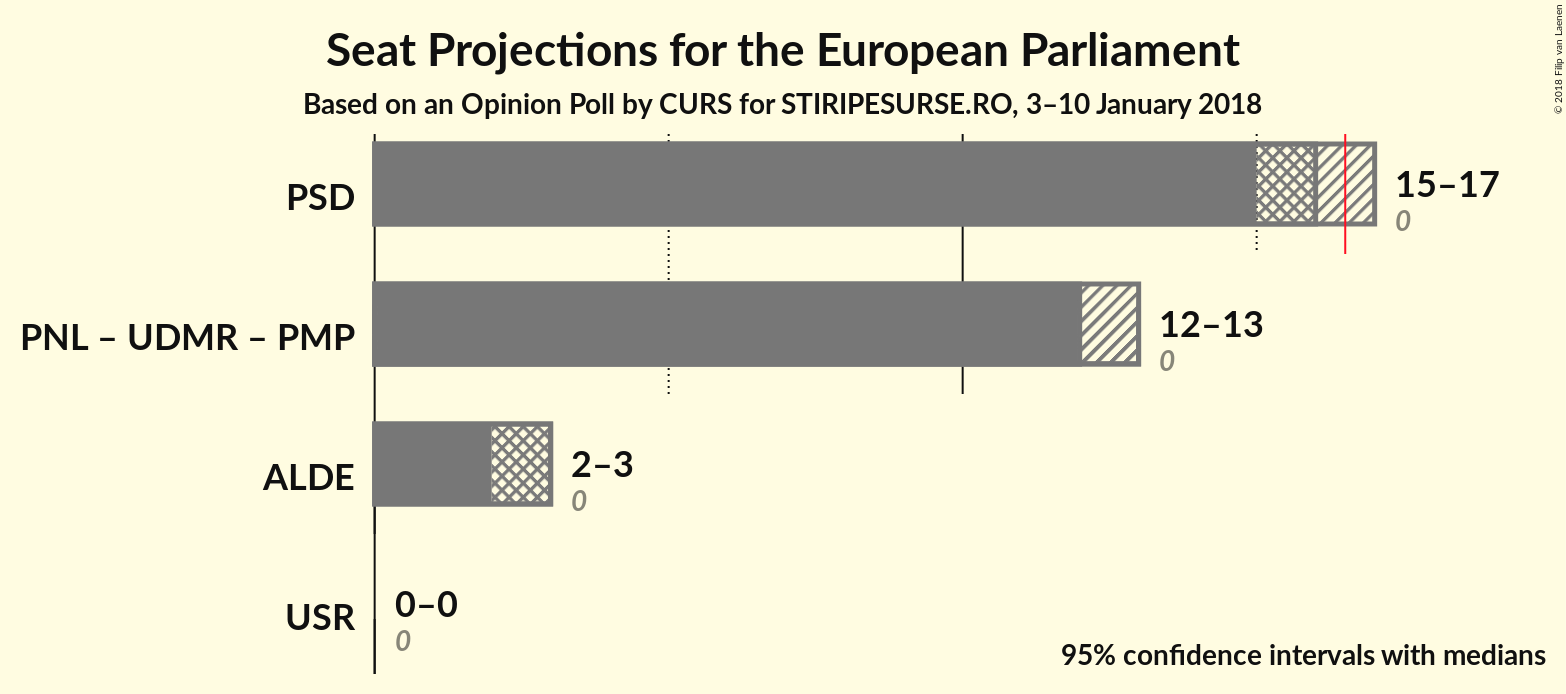 Seat Projections for the European Parliament
Based on an Opinion Poll by CURS for STIRIPESURSE.RO, 3–10 January 2018
© 2018 Filip van Laenen
PSD
15–17
0
PNL – UDMR – PMP
12–13
0
ALDE
2–3
0
USR
0–0
0
95% confidence intervals with medians